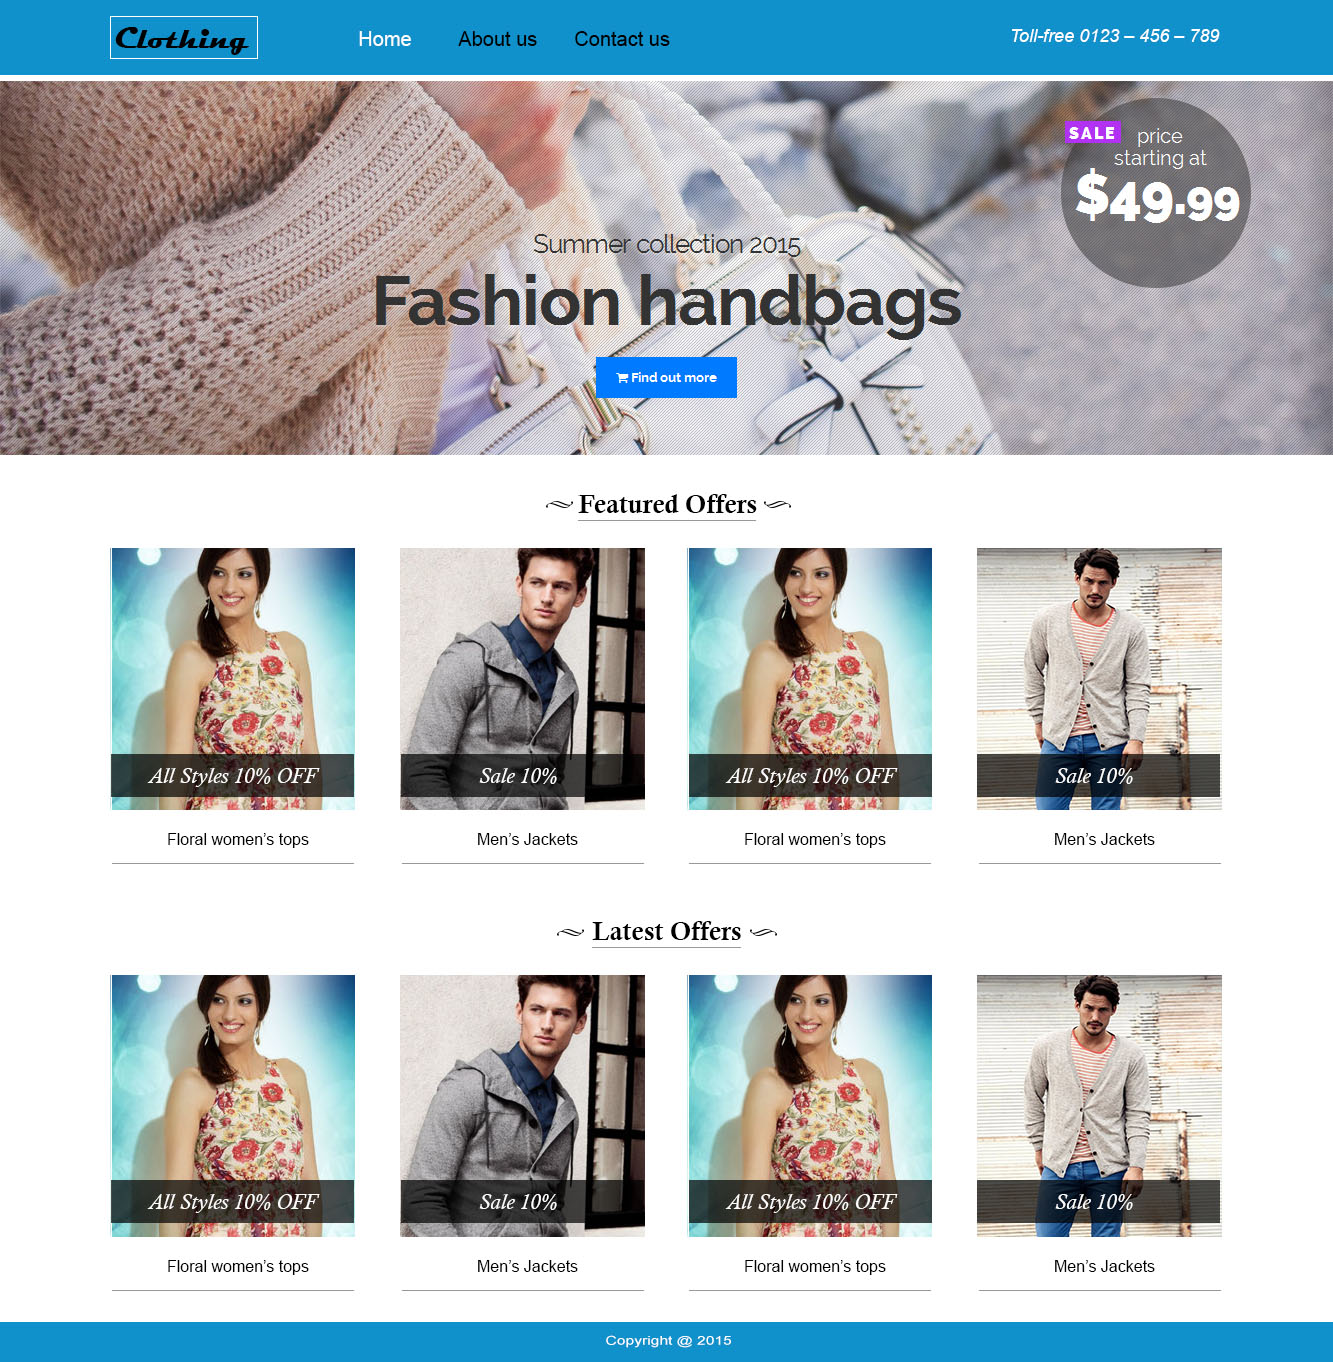 Clothing
Home About us Contact us
Toll-free 0123 – 456 – 789
SALE price
starting at
$49.99
Summer collection 2015
Fashion handbags
Find out more
Featured Offers
All Styles 10% OFF
Sale 10%
All Styles 10% OFF
Sale 10%
Floral women’s tops
Men’s Jackets
Floral women’s tops
Men’s Jackets
Latest Offers
All Styles 10% OFF
Sale 10%
All Styles 10% OFF
Sale 10%
Floral women’s tops
Men’s Jackets
Floral women’s tops
Men’s Jackets
Copyright @ 2015